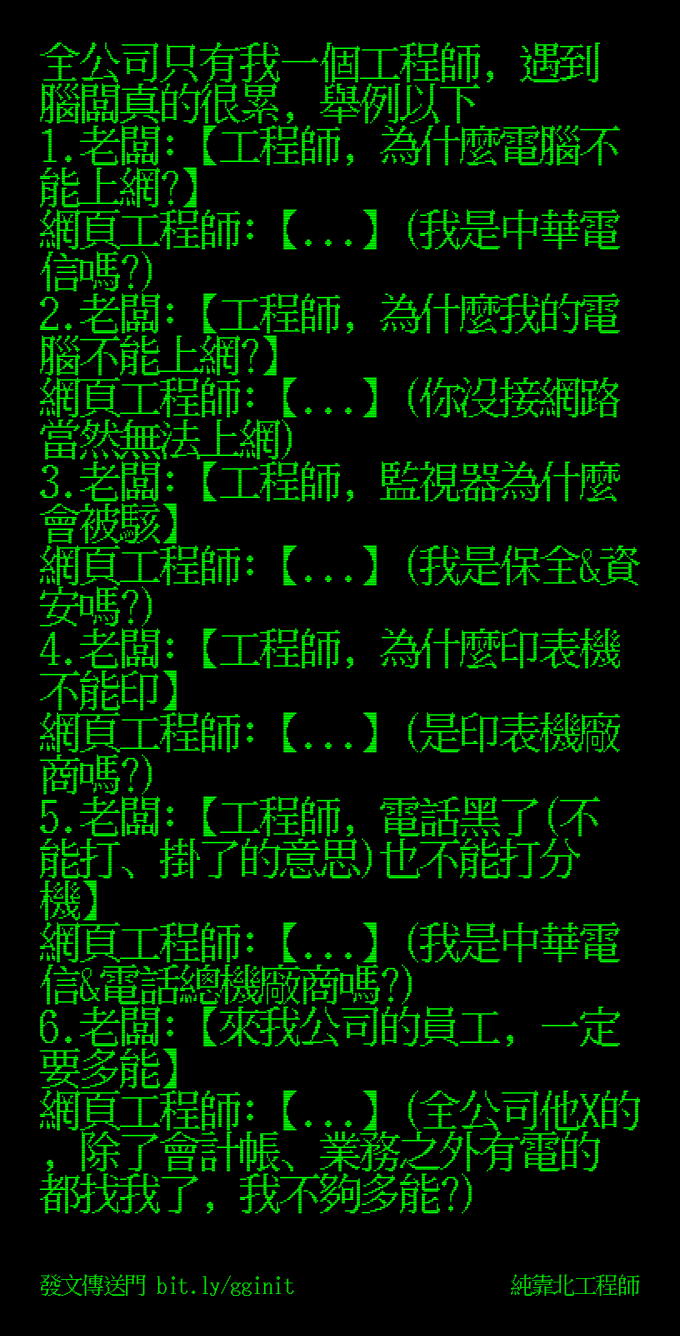 全公司只有我一個工程師, 遇到
腦闆真的很累, 舉例以下
1.老闆:【工程師, 為什麼電腦不
能上網?】
網頁工程師:【...】(我是中華電
信嗎?)
2.老闆:【工程師, 為什麼我的電
腦不能上網?】
網頁工程師:【...】(你沒接網路
當然無法上網)
3.老闆:【工程師, 監視器為什麼
會被駭】
網頁工程師:【...】(我是保全&資
安嗎?)
4.老闆:【工程師, 為什麼印表機
不能印】
網頁工程師:【...】(是印表機廠
商嗎?)
5.老闆:【工程師, 電話黑了(不
能打、掛了的意思)也不能打分
機】
網頁工程師:【...】(我是中華電
信&電話總機廠商嗎?)
6.老闆:【來我公司的員工, 一定
要多能】
網頁工程師:【...】(全公司他X的
, 除了會計帳、業務之外有電的
都找我了, 我不夠多能?)
發文傳送門 bit.ly/gginit
純靠北工程師